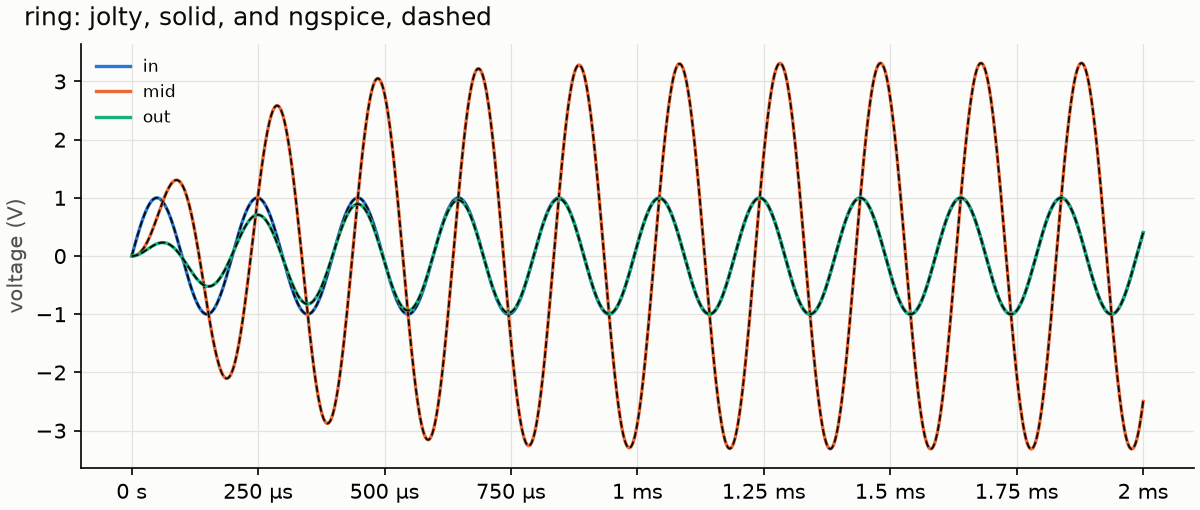 ring: jolty, solid, and ngspice, dashed
in
mid
out
voltage (V)
3
2
1
0
−1
−2
−3
0 s
250 µs
500 µs
750 µs
1 ms
1.25 ms
1.5 ms
1.75 ms
2 ms